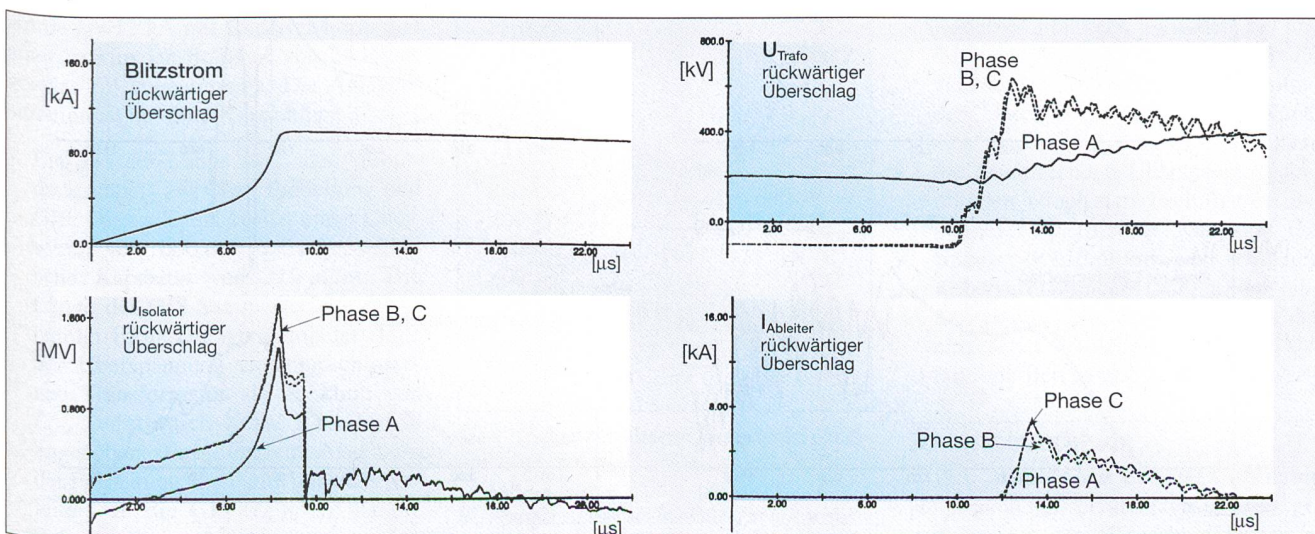 160.0
Blitzstrom
[kA]
rückwärtiger
Überschlag
80.0
0.0
2.00 6.00 10.00 14.00 18.00 22.00
[µs]
800.0
[kV]
U Trafo
rückwärtiger
Überschlag
Phase
B, C
400.0
Phase A
0.0
2.00 6.00 10.00 14.00 18.00 22.00
[µs]
1.600
U Isolator
rückwärtiger
Überschlag
[MV]
Phase B, C
0.800
Phase A
0.000
2.00 6.00 10.00 16.00
[µs]
16.00
I Ableiter
rückwärtiger
Überschlag
[kA]
8.00
Phase C
Phase B
Phase A
0.00
2.00 6.00 10.00 14.00 18.00 22.00
[µs]